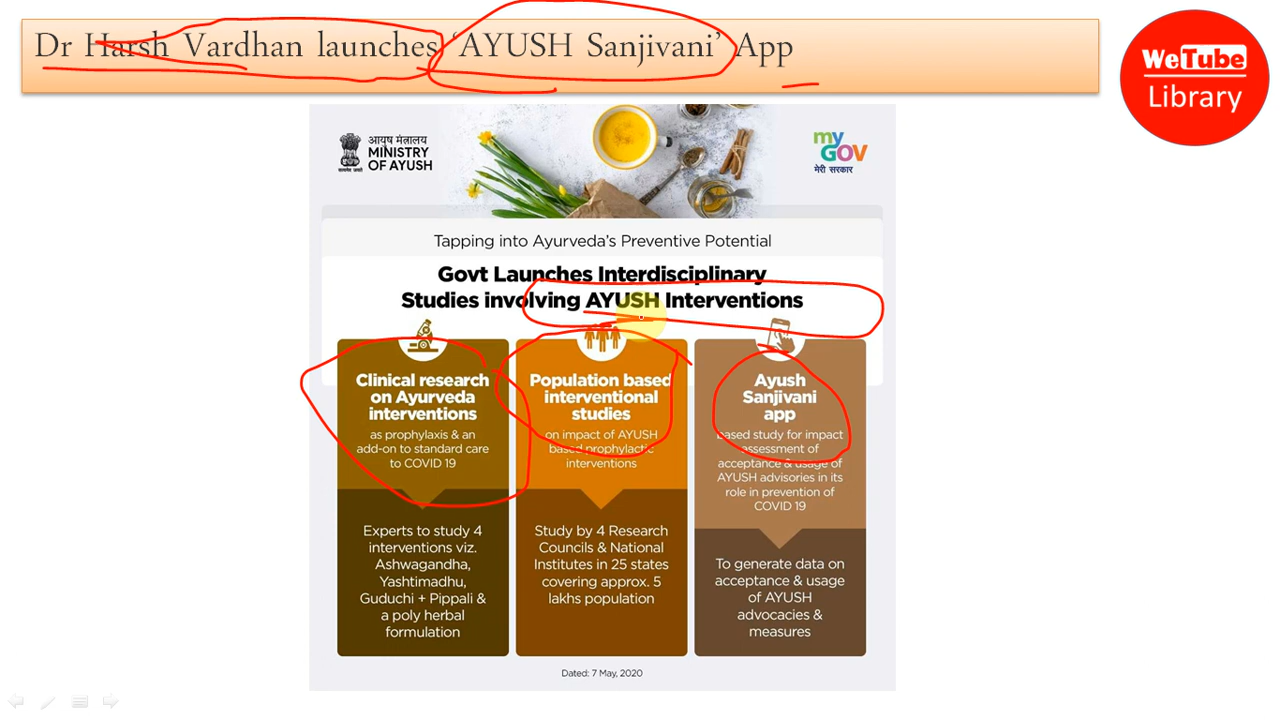 Dr Harsh Vardhan launches ‘AYUSH Sanjivani’ App
WeTube
Library
आयुष मंत्रालय
MINISTRY
OF AYUSH
सत्यमेव जयते
my
GOV
मेरी सरकार
Tapping into Ayurveda's Preventive Potential
Govt Launches Interdisciplinary
Studies involving AYUSH Interventions
Clinical research
on Ayurveda
interventions
as prophylaxis & an
add-on to standard care
to COVID 19
Experts to study 4
interventions viz.
Ashwagandha,
Yashtimadhu,
Guduchi + Pippali &
a poly herbal
formulation
Population based
interventional
studies
on impact of AYUSH
based prophylactic
interventions
Study by 4 Research
Councils & National
Institutes in 25 states
covering approx. 5
lakhs population
Ayush
Sanjivani
app
based study for impact
assessment of
acceptance & usage of
AYUSH advisories in its
role in prevention of
COVID 19
To generate data on
acceptance & usage
of AYUSH
advocacies &
measures
Dated: 7 May, 2020